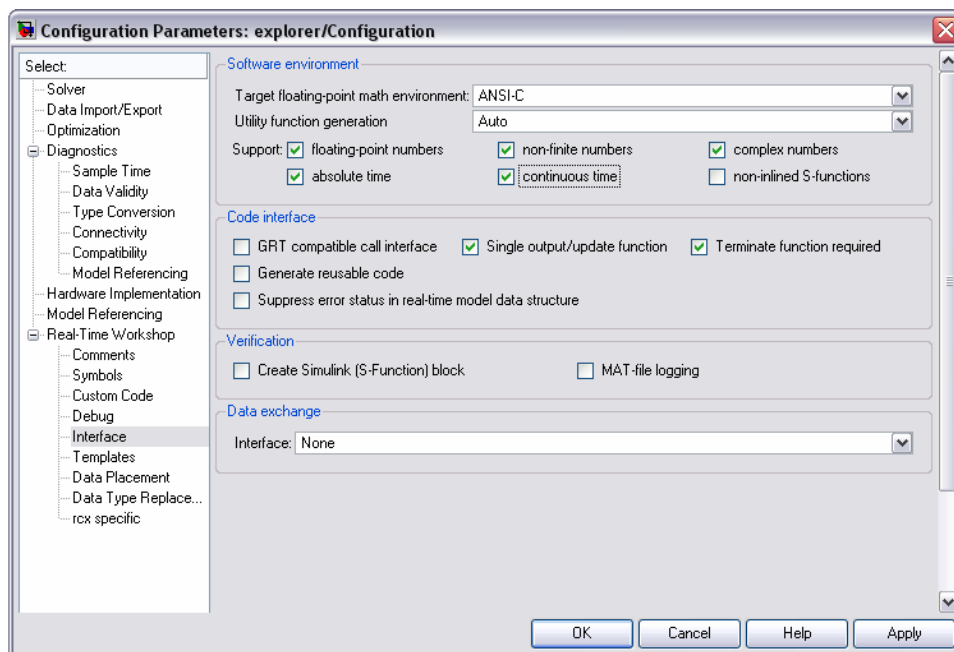 Configuration Parameters: explorer/Configuration
Select:
Solver
Data Import/Export
Optimization
Diagnostics
Sample Time
Data Validity
Type Conversion
Connectivity
Compatibility
Model Referencing
Hardware Implementation
Model Referencing
Real-Time Workshop
Comments
Symbols
Custom Code
Debug
Interface
Templates
Data Placement
Data Type Replace...
rcx specific
Software environment
Target floating-point math environment: ANSI-C
Utility function generation Auto
Support: floating-point numbers non-finite numbers complex numbers
absolute time continuous time non-inlined S-functions
Code interface
GRT compatible call interface Single output/update function Terminate function required
Generate reusable code
Suppress error status in real-time model data structure
Verification
Create Simulink (S-Function) block MAT-file logging
Data exchange
Interface: None
OK Cancel Help Apply